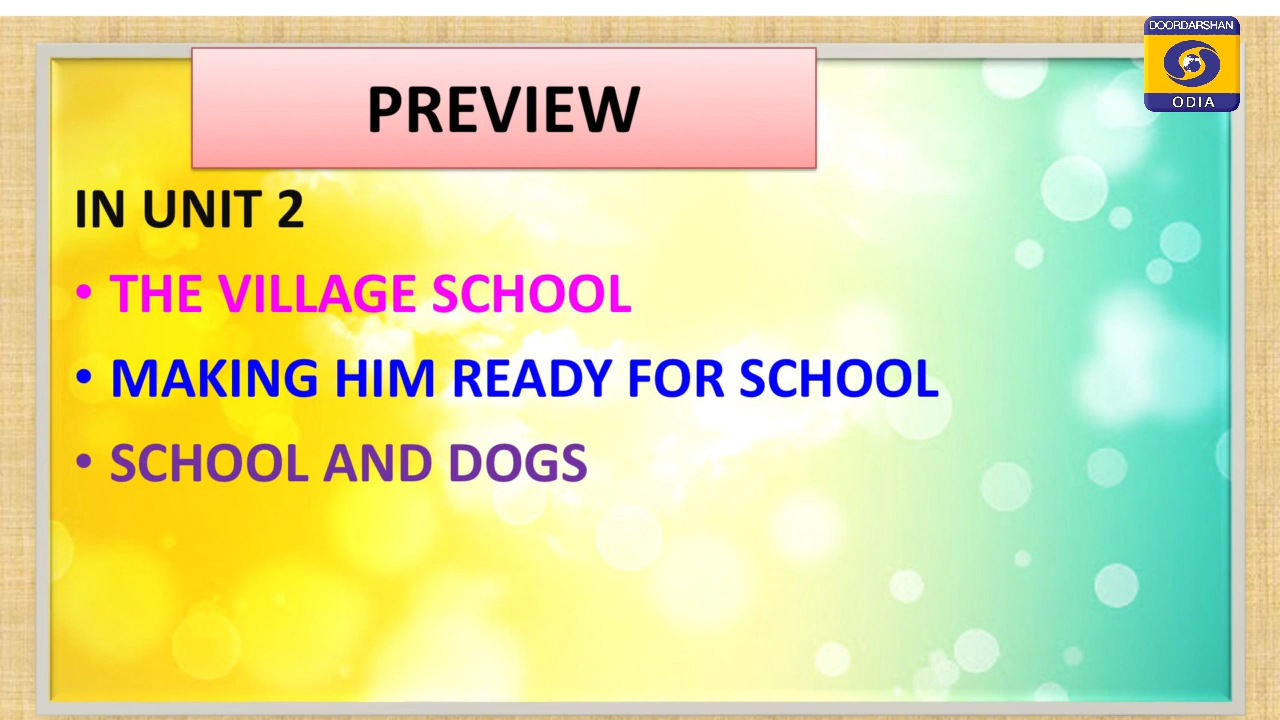 DOORDARSHAN
ODIA
PREVIEW
IN UNIT 2
• THE VILLAGE SCHOOL
• MAKING HIM READY FOR SCHOOL
• SCHOOL AND DOGS